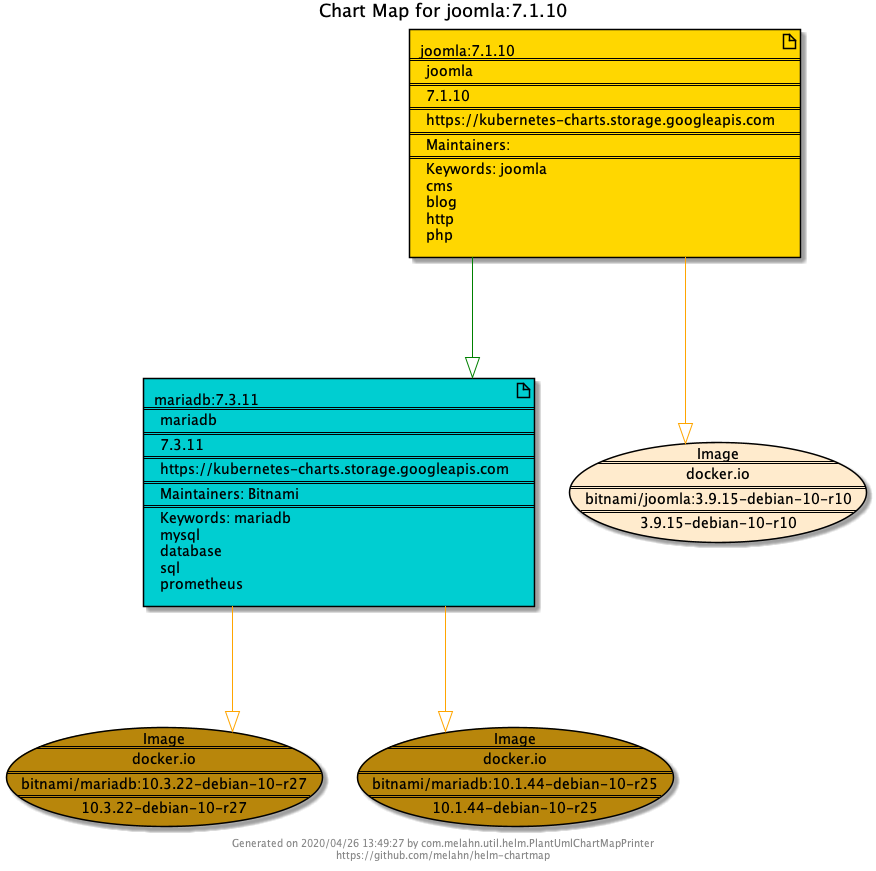 Chart Map for joomla:7.1.10
joomla:7.1.10
joomla
7.1.10
https://kubernetes-charts.storage.googleapis.com
Maintainers:
Keywords: joomla
cms
blog
http
php
mariadb:7.3.11
mariadb
7.3.11
https://kubernetes-charts.storage.googleapis.com
Maintainers: Bitnami
Keywords: mariadb
mysql
database
sql
prometheus
Image
docker.io
bitnami/joomla:3.9.15-debian-10-r10
3.9.15-debian-10-r10
Image
docker.io
bitnami/mariadb:10.3.22-debian-10-r27
10.3.22-debian-10-r27
Image
docker.io
bitnami/mariadb:10.1.44-debian-10-r25
10.1.44-debian-10-r25
Generated on 2020/04/26 13:49:27 by com.melahn.util.helm.PlantUmlChartMapPrinter
https://github.com/melahn/helm-chartmap